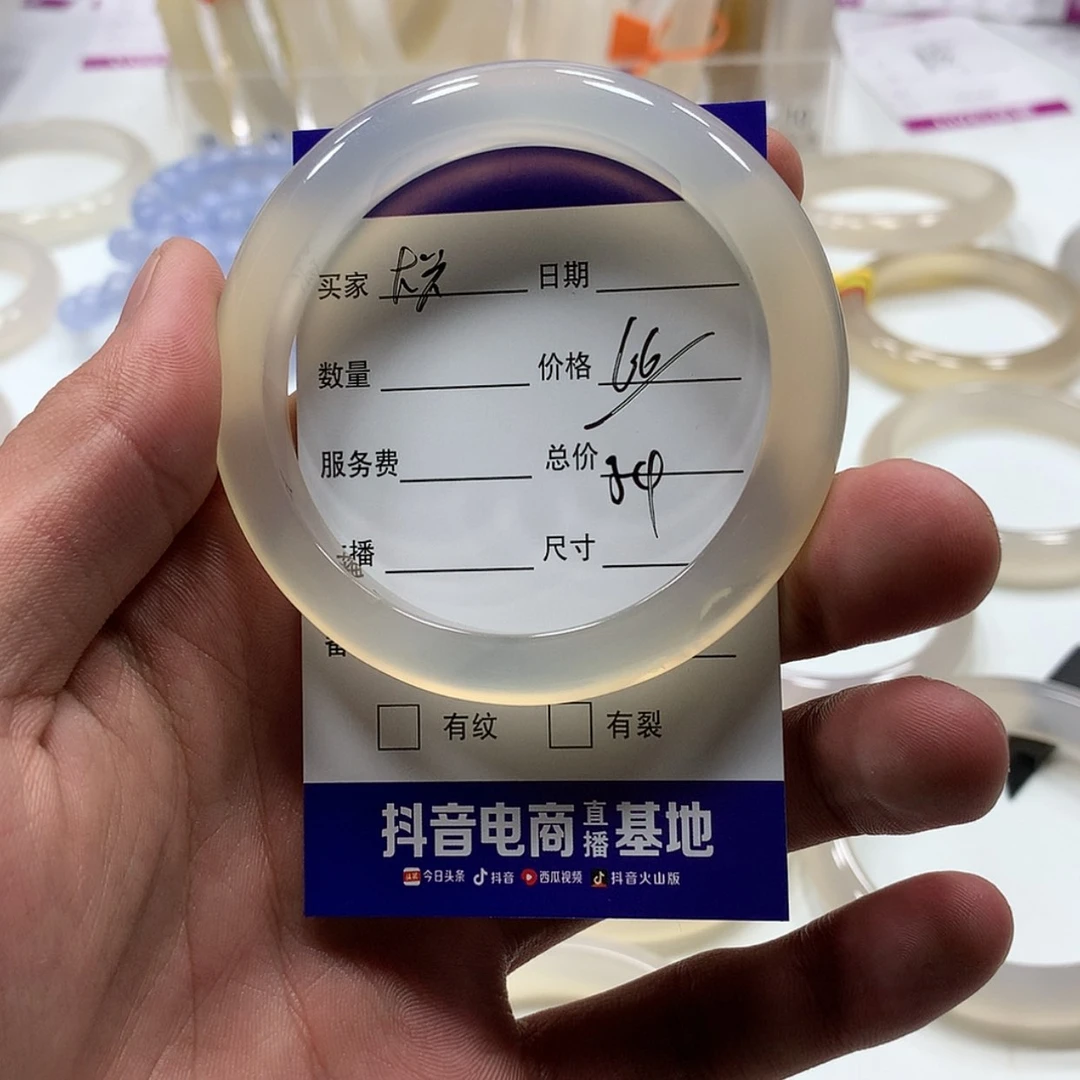 买家 日期
数量 价格 66
服务费 总价
播 尺寸
有纹 有裂
抖音电商直播基地
今日头条 抖音 西瓜视频 抖音火山版